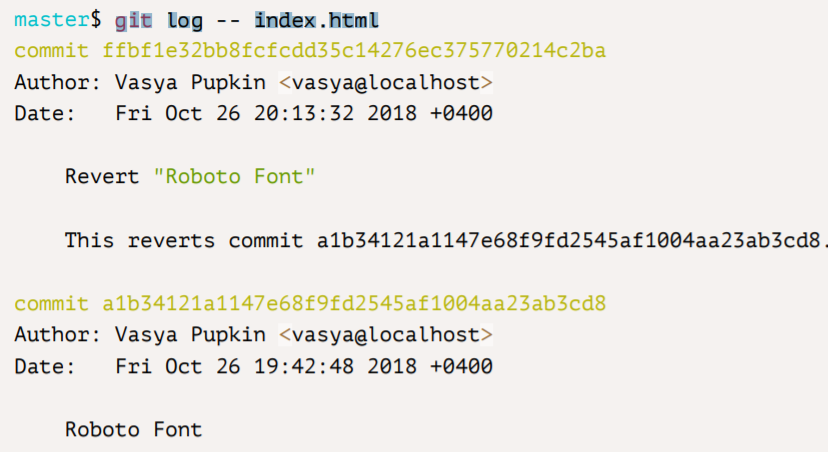 master$ git log -- index.html
commit ffbf1e32bb8fcfcdd35c14276ec375770214c2ba
Author: Vasya Pupkin <vasya@localhost>
Date:   Fri Oct 26 20:13:32 2018 +0400
Revert "Roboto Font"
This reverts commit a1b34121a1147e68f9fd2545af1004aa23ab3cd8.
commit a1b34121a1147e68f9fd2545af1004aa23ab3cd8
Author: Vasya Pupkin <vasya@localhost>
Date:   Fri Oct 26 19:42:48 2018 +0400
Roboto Font